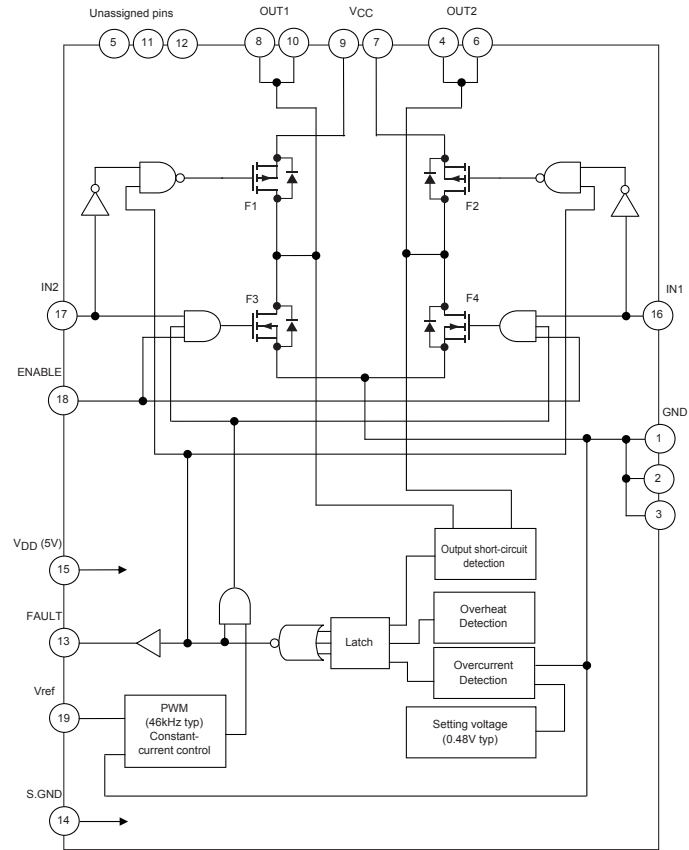 Unassigned pins
OUT1
VCC
OUT2
5
11
12
8
10
9
7
4
6
F1
F2
IN2
F3
F4
IN1
17
16
ENABLE
18
GND
1
2
3
VDD (5V)
15
Output short-circuit
detection
FAULT
13
Latch
Overheat
Detection
Overcurrent
Detection
Vref
19
PWM
(46kHz typ)
Constant-
current control
Setting voltage
(0.48V typ)
S.GND
14